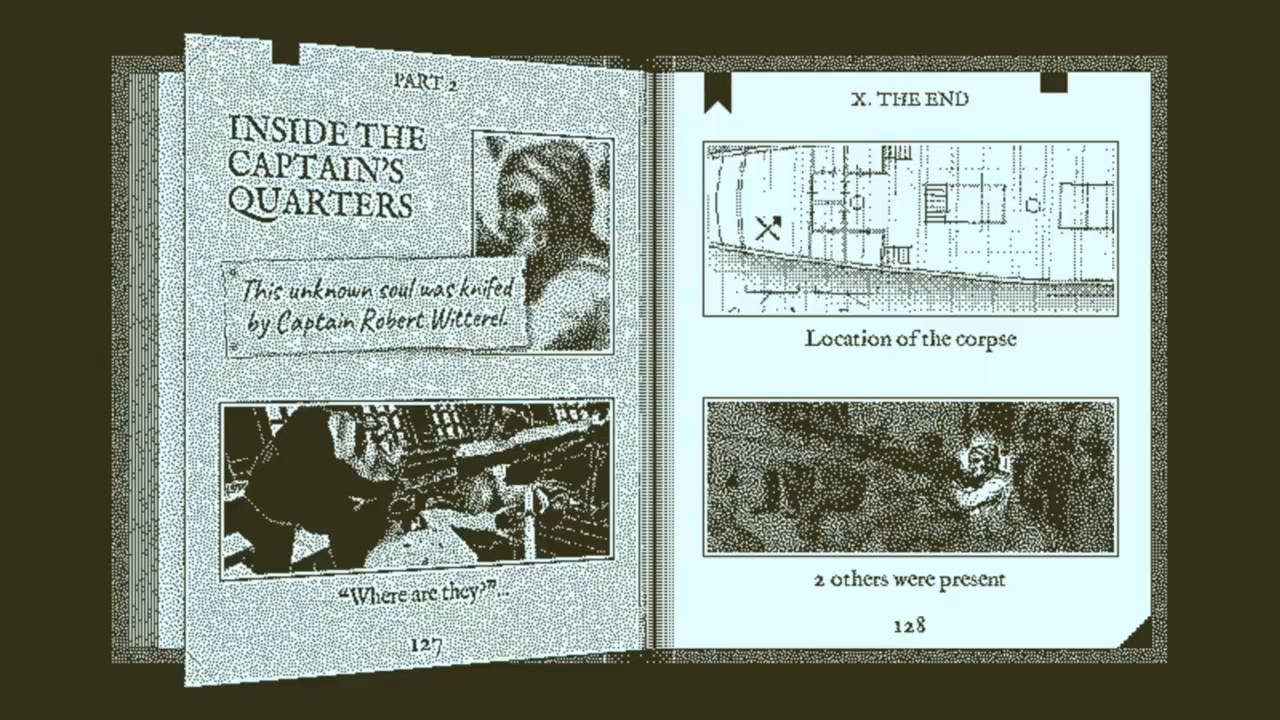 PART 2
INSIDE THE
CAPTAIN'S
QUARTERS
This unknown soul was knifed
by Captain Robert Witterel.
"Where are they?"...
127
X. THE END
Location of the corpse
2 others were present
128